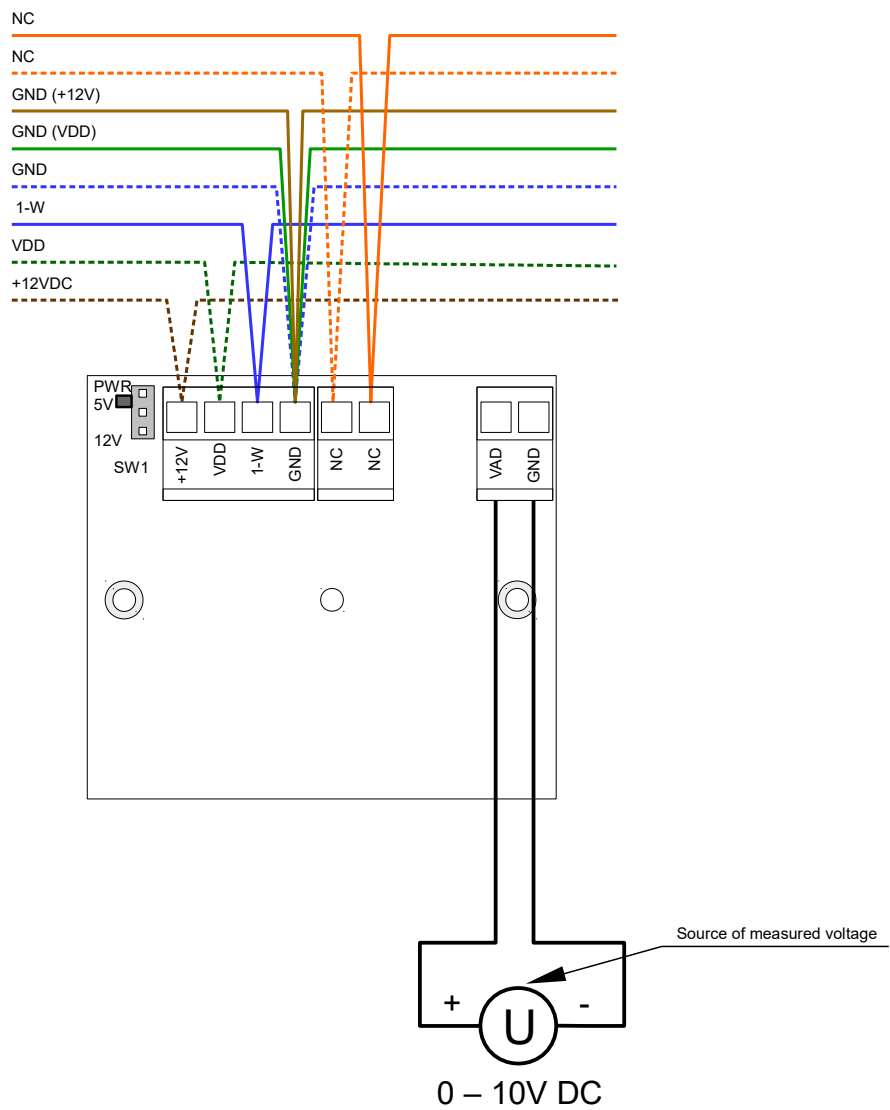 NC
NC
GND (+12V)
GND (VDD)
GND
1-W
VDD
+12VDC
PWR
5V
12V
SW1
+12V
VDD
1-W
GND
NC
NC
VAD
GND
Source of measured voltage
+
U
-
0 – 10V DC